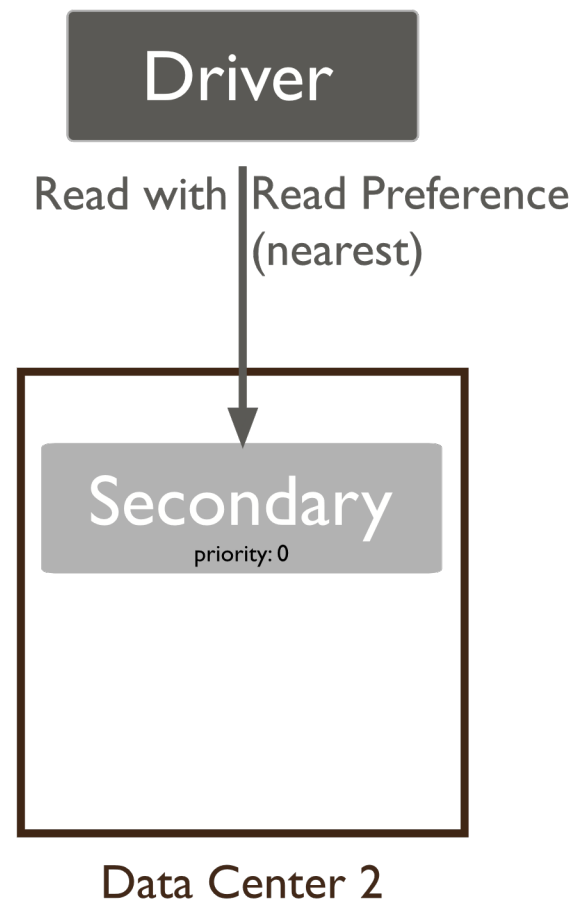 Driver
Read with Read Preference
(nearest)
Secondary
priority: 0
Data Center 2